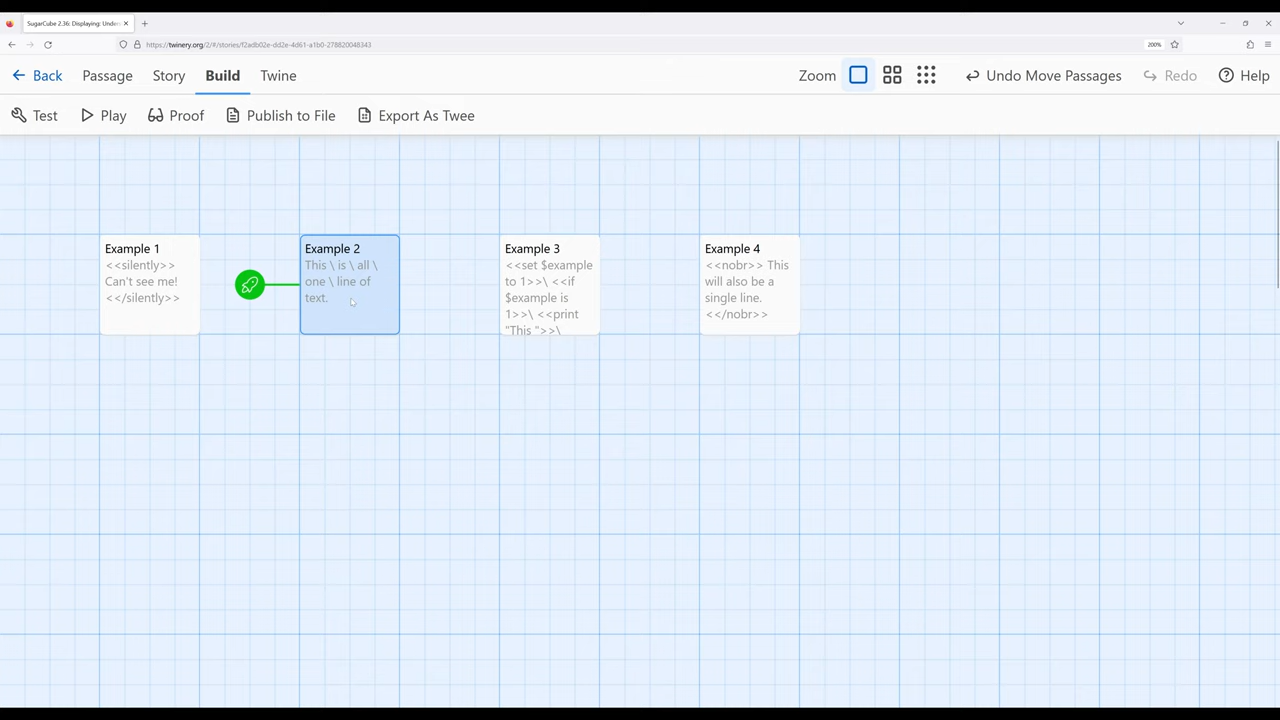 SugarCube 2.36: Displaying: Under
https://twinery.org/2/#/stories/f2adb02e-dd2e-4d61-a1b0-278820048343
200%
Back Passage Story Build Twine Zoom Undo Move Passages Redo Help
Test Play Proof Publish to File Export As Twee
Example 1
<<silently>>
Can't see me!
<</silently>>
Example 2
This \ is \ all \
one \ line of
text.
Example 3
<<set $example
to 1>>\ <<if
$example is
1>>\ <<print
"This ">>\
Example 4
<<nobr>> This
will also be a
single line.
<</nobr>>